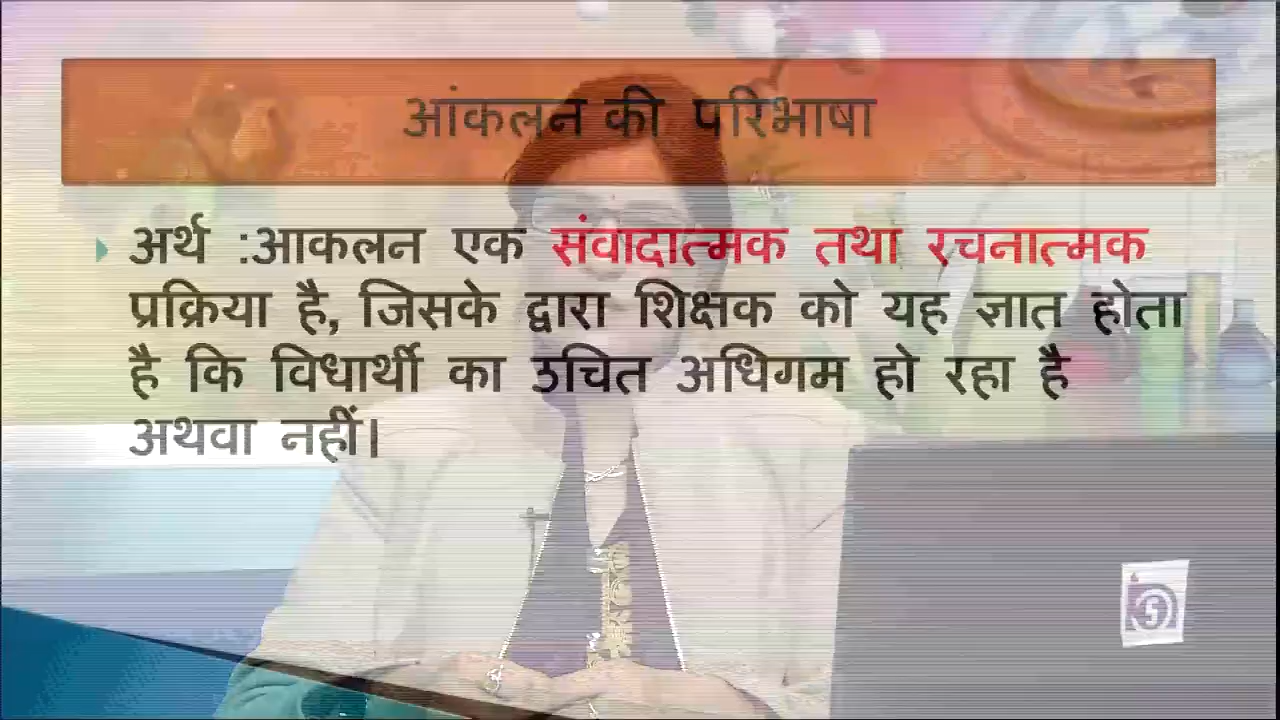 आंकलन की परिभाषा
अर्थ :आकलन एक संवादात्मक तथा रचनात्मक
प्रक्रिया है, जिसके द्वारा शिक्षक को यह ज्ञात होता
है कि विधार्थी का उचित अधिगम हो रहा है
अथवा नहीं।